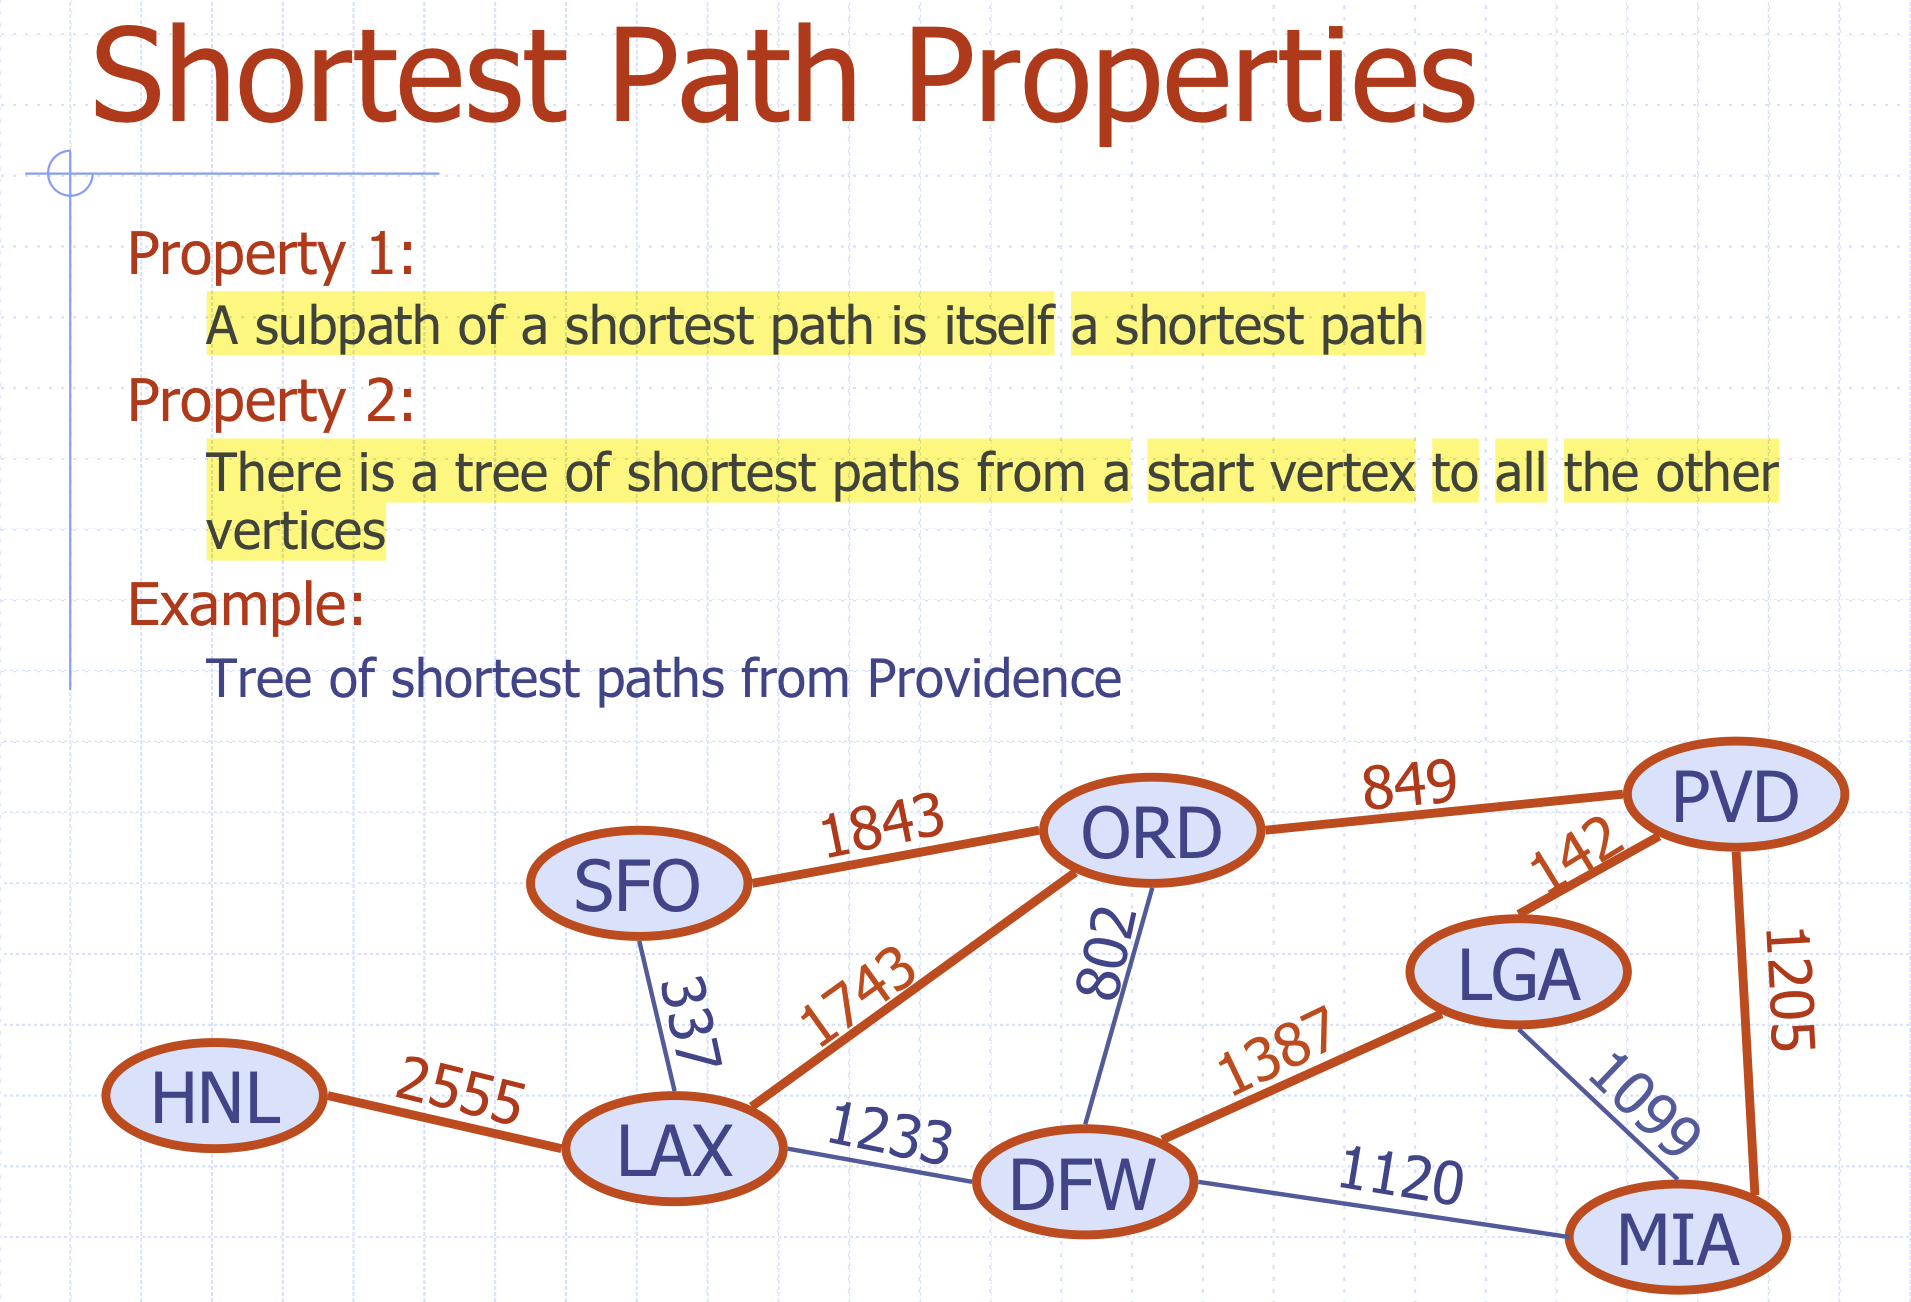 Shortest Path Properties
Property 1:
A subpath of a shortest path is itself a shortest path
Property 2:
There is a tree of shortest paths from a start vertex to all the other
vertices
Example:
Tree of shortest paths from Providence
849
PVD
1843
ORD
142
SFO
802
LGA
1205
337
1743
1387
HNL
2555
1099
LAX
1233
DFW
1120
MIA